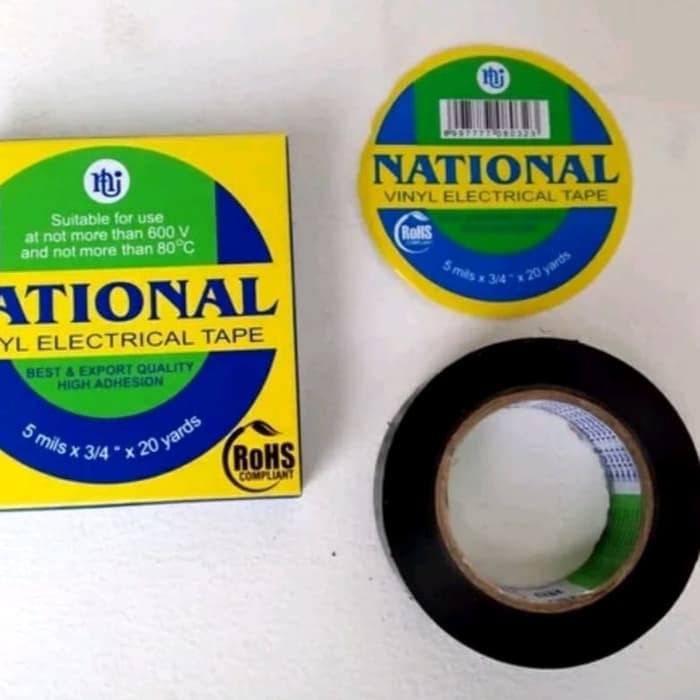 Suitable for use
at not more than 600 V
and not more than 80°C
ATIONAL
YL ELECTRICAL TAPE
BEST & EXPORT QUALITY
HIGH ADHESION
5 mils x 3/4 " x 20 yards
RoHS
COMPLIANT
NATIONAL
VINYL ELECTRICAL TAPE
RoHS
COMPLIANT
5 mils x 3/4 " x 20 yards